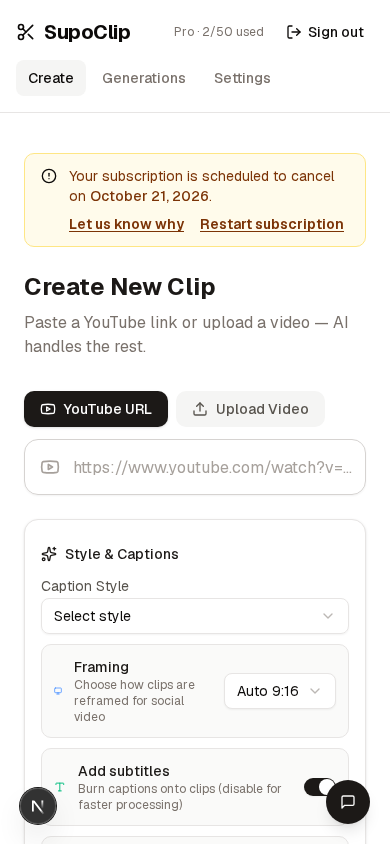 SupoClip
Pro · 2/50 used
Sign out
Create
Generations
Settings
Your subscription is scheduled to cancel
on October 21, 2026.
Let us know why
Restart subscription
Create New Clip
Paste a YouTube link or upload a video — AI
handles the rest.
YouTube URL
Upload Video
https://www.youtube.com/watch?v=...
Style & Captions
Caption Style
Select style
Framing
Choose how clips are
reframed for social
video
Auto 9:16
Add subtitles
Burn captions onto clips (disable for
faster processing)
N